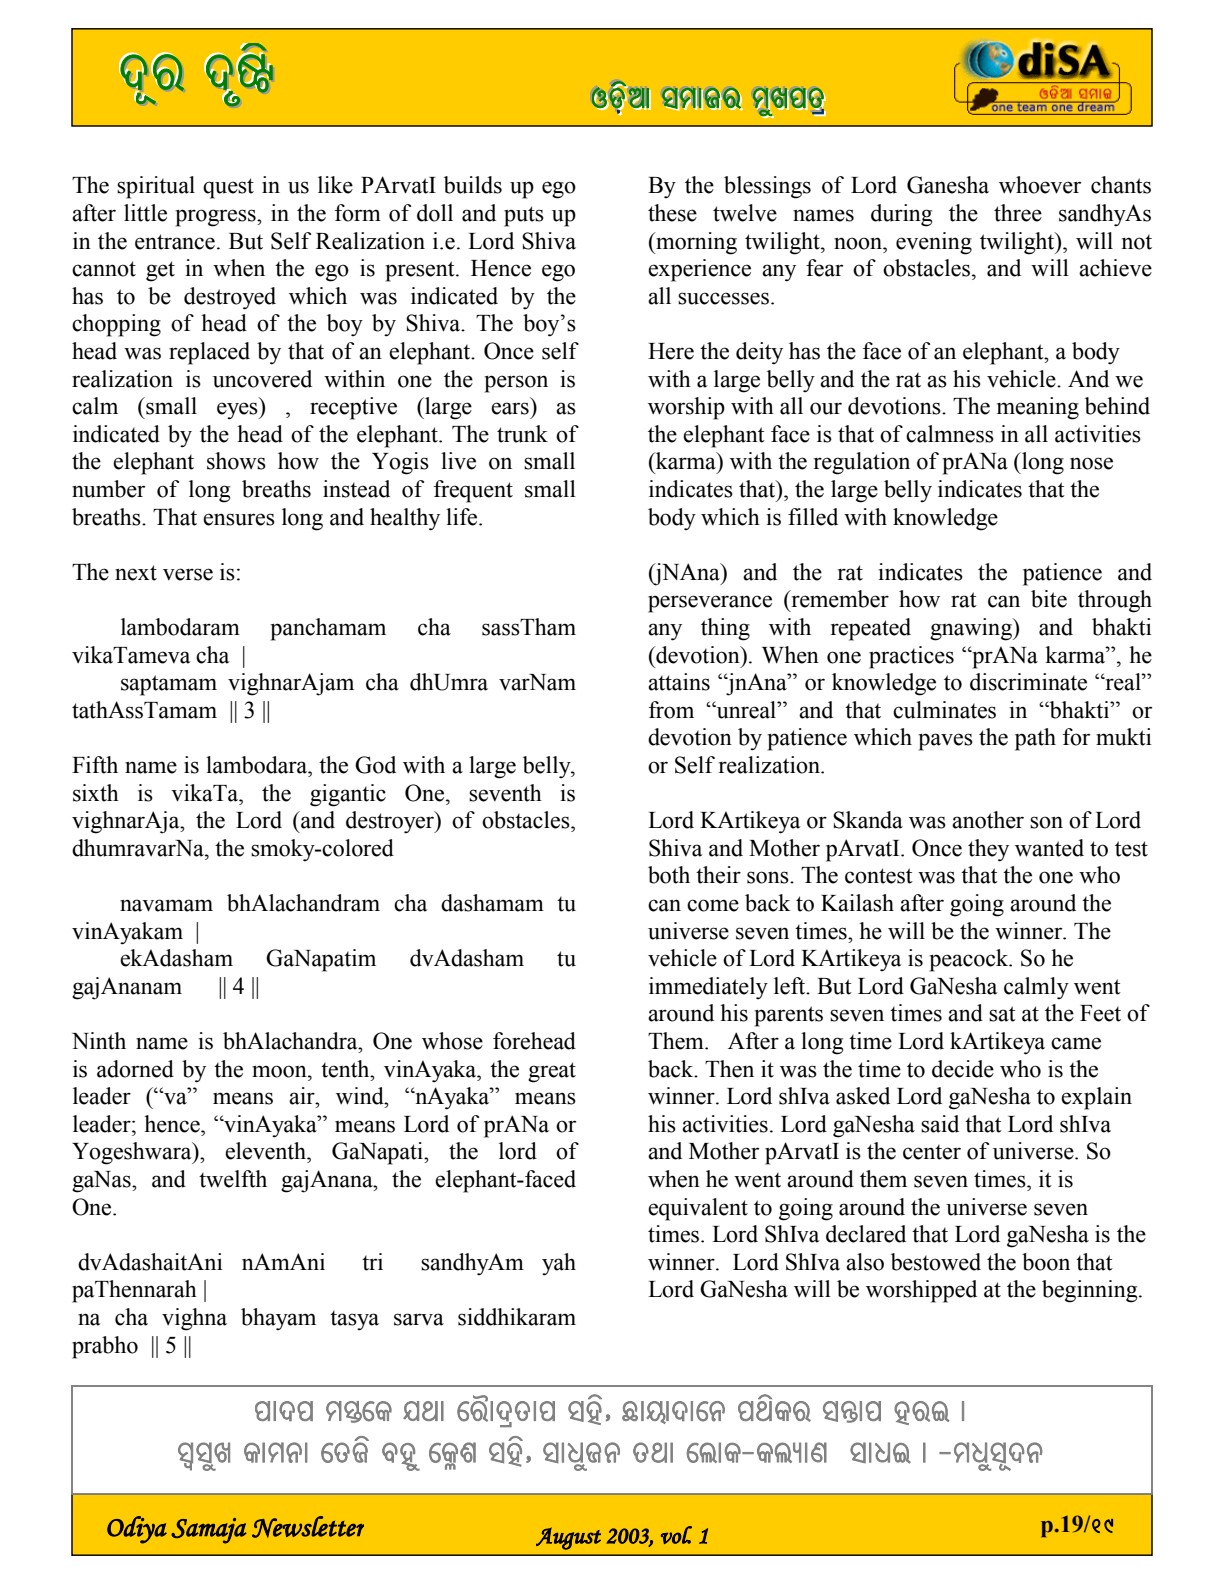 ଦୂର ଦୃଷ୍ଟି
ଓଡ଼ିଆ ସମାଜର ମୁଖପତ୍ର
OdiSA
ଓଡ଼ିଆ ସମାଜ
one team one dream
The spiritual quest in us like PArvatI builds up ego
after little progress, in the form of doll and puts up
in the entrance. But Self Realization i.e. Lord Shiva
cannot get in when the ego is present. Hence ego
has to be destroyed which was indicated by the
chopping of head of the boy by Shiva. The boy’s
head was replaced by that of an elephant. Once self
realization is uncovered within one the person is
calm (small eyes) , receptive (large ears) as
indicated by the head of the elephant. The trunk of
the elephant shows how the Yogis live on small
number of long breaths instead of frequent small
breaths. That ensures long and healthy life.
The next verse is:
lambodaram panchamam cha sassTham
vikaTameva cha |
saptamam vighnarAjam cha dhUmra varNam
tathAssTamam || 3 ||
Fifth name is lambodara, the God with a large belly,
sixth is vikaTa, the gigantic One, seventh is
vighnarAja, the Lord (and destroyer) of obstacles,
dhumravarNa, the smoky-colored
navamam bhAlachandram cha dashamam tu
vinAyakam |
ekAdasham GaNapatim dvAdasham tu
gajAnanam || 4 ||
Ninth name is bhAlachandra, One whose forehead
is adorned by the moon, tenth, vinAyaka, the great
leader (“va” means air, wind, “nAyaka” means
leader; hence, “vinAyaka” means Lord of prANa or
Yogeshwara), eleventh, GaNapati, the lord of
gaNas, and twelfth gajAnana, the elephant-faced
One.
dvAdashaitAni nAmAni tri sandhyAm yah
paThennarah |
na cha vighna bhayam tasya sarva siddhikaram
prabho || 5 ||
By the blessings of Lord Ganesha whoever chants
these twelve names during the three sandhyAs
(morning twilight, noon, evening twilight), will not
experience any fear of obstacles, and will achieve
all successes.
Here the deity has the face of an elephant, a body
with a large belly and the rat as his vehicle. And we
worship with all our devotions. The meaning behind
the elephant face is that of calmness in all activities
(karma) with the regulation of prANa (long nose
indicates that), the large belly indicates that the
body which is filled with knowledge
(jNAna) and the rat indicates the patience and
perseverance (remember how rat can bite through
any thing with repeated gnawing) and bhakti
(devotion). When one practices “prANa karma”, he
attains “jnAna” or knowledge to discriminate “real”
from “unreal” and that culminates in “bhakti” or
devotion by patience which paves the path for mukti
or Self realization.
Lord KArtikeya or Skanda was another son of Lord
Shiva and Mother pArvatI. Once they wanted to test
both their sons. The contest was that the one who
can come back to Kailash after going around the
universe seven times, he will be the winner. The
vehicle of Lord KArtikeya is peacock. So he
immediately left. But Lord GaNesha calmly went
around his parents seven times and sat at the Feet of
Them. After a long time Lord kArtikeya came
back. Then it was the time to decide who is the
winner. Lord shIva asked Lord gaNesha to explain
his activities. Lord gaNesha said that Lord shIva
and Mother pArvatI is the center of universe. So
when he went around them seven times, it is
equivalent to going around the universe seven
times. Lord ShIva declared that Lord gaNesha is the
winner. Lord ShIva also bestowed the boon that
Lord GaNesha will be worshipped at the beginning.
ପାଦପ ମସ୍ତକେ ଯଥା ରୌଦ୍ରତାପ ସହି, ଛାୟାଦାନେ ପଥିକର ସନ୍ତାପ ହରଇ ।
ସ୍ୱସୁଖ କାମନା ତେଜି ବହୁ କ୍ଳେଶ ସହି, ସାଧୁଜନ ତଥା ଲୋକ-କଲ୍ୟାଣ ସାଧଇ । -ମଧୁସୂଦନ
Odiya Samaja Newsletter
August 2003, vol. 1
p.19/୧୯